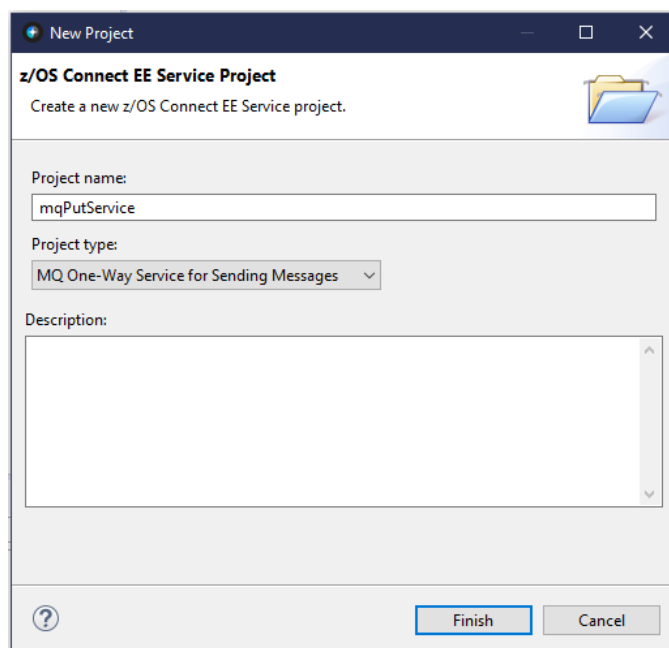 New Project
z/OS Connect EE Service Project
Create a new z/OS Connect EE Service project.
Project name:
mqPutService
Project type:
MQ One-Way Service for Sending Messages
Description:
?
Finish
Cancel